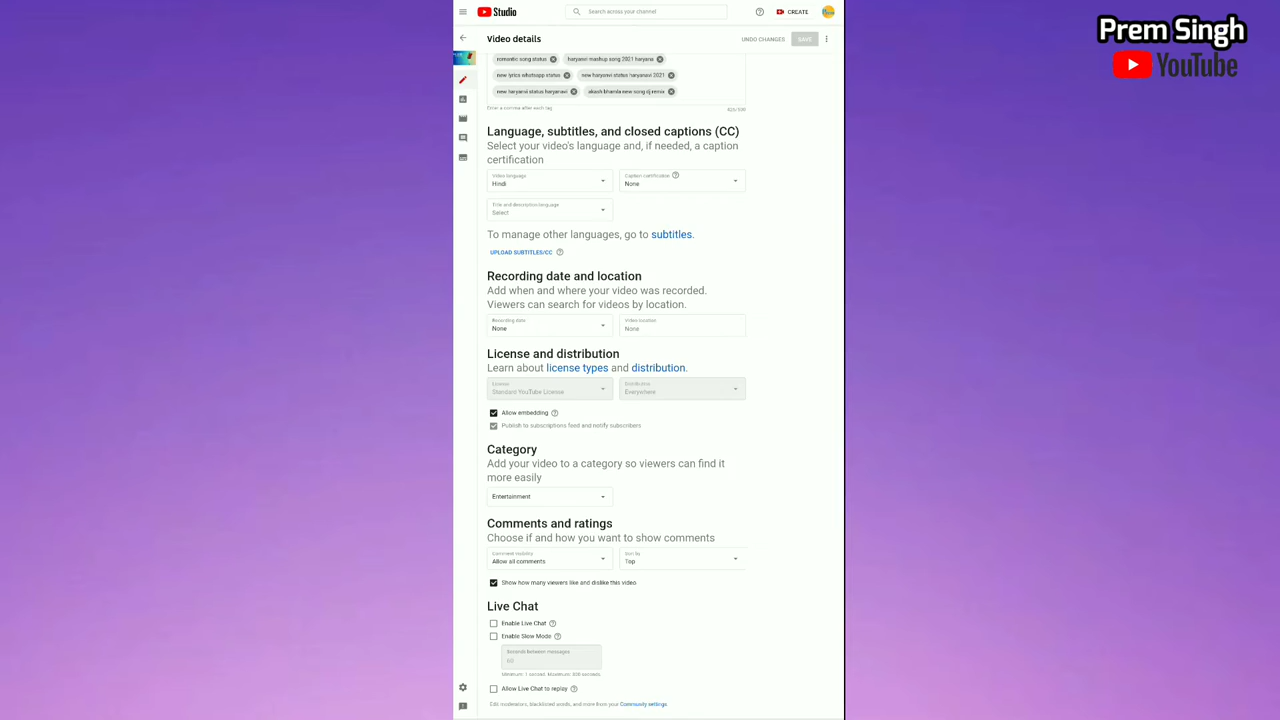 Studio
Search across your channel
CREATE
Prem Singh
YouTube
Video details
UNDO CHANGES
SAVE
romantic song status
haryanvi mashup song 2021 haryana
new lyrics whatsapp status
new haryanvi status haryanavi 2021
new haryanvi status haryanavi
akash bhamla new song dj remix
Enter a comma after each tag
Language, subtitles, and closed captions (CC)
Select your video's language and, if needed, a caption
certification
Video language
Hindi
Caption certification
None
Title and description language
Select
To manage other languages, go to subtitles.
UPLOAD SUBTITLES/CC
Recording date and location
Add when and where your video was recorded.
Viewers can search for videos by location.
Recording date
None
Video location
None
License and distribution
Learn about license types and distribution.
License
Standard YouTube License
Distribution
Everywhere
Allow embedding
Publish to subscriptions feed and notify subscribers
Category
Add your video to a category so viewers can find it
more easily
Entertainment
Comments and ratings
Choose if and how you want to show comments
Comment visibility
Allow all comments
Sort by
Top
Show how many viewers like and dislike this video
Live Chat
Enable Live Chat
Enable Slow Mode
Seconds between messages
60
Minimum: 1 second. Maximum: 300 seconds.
Allow Live Chat to replay
Edit moderators, blacklisted words, and more from your Community settings.